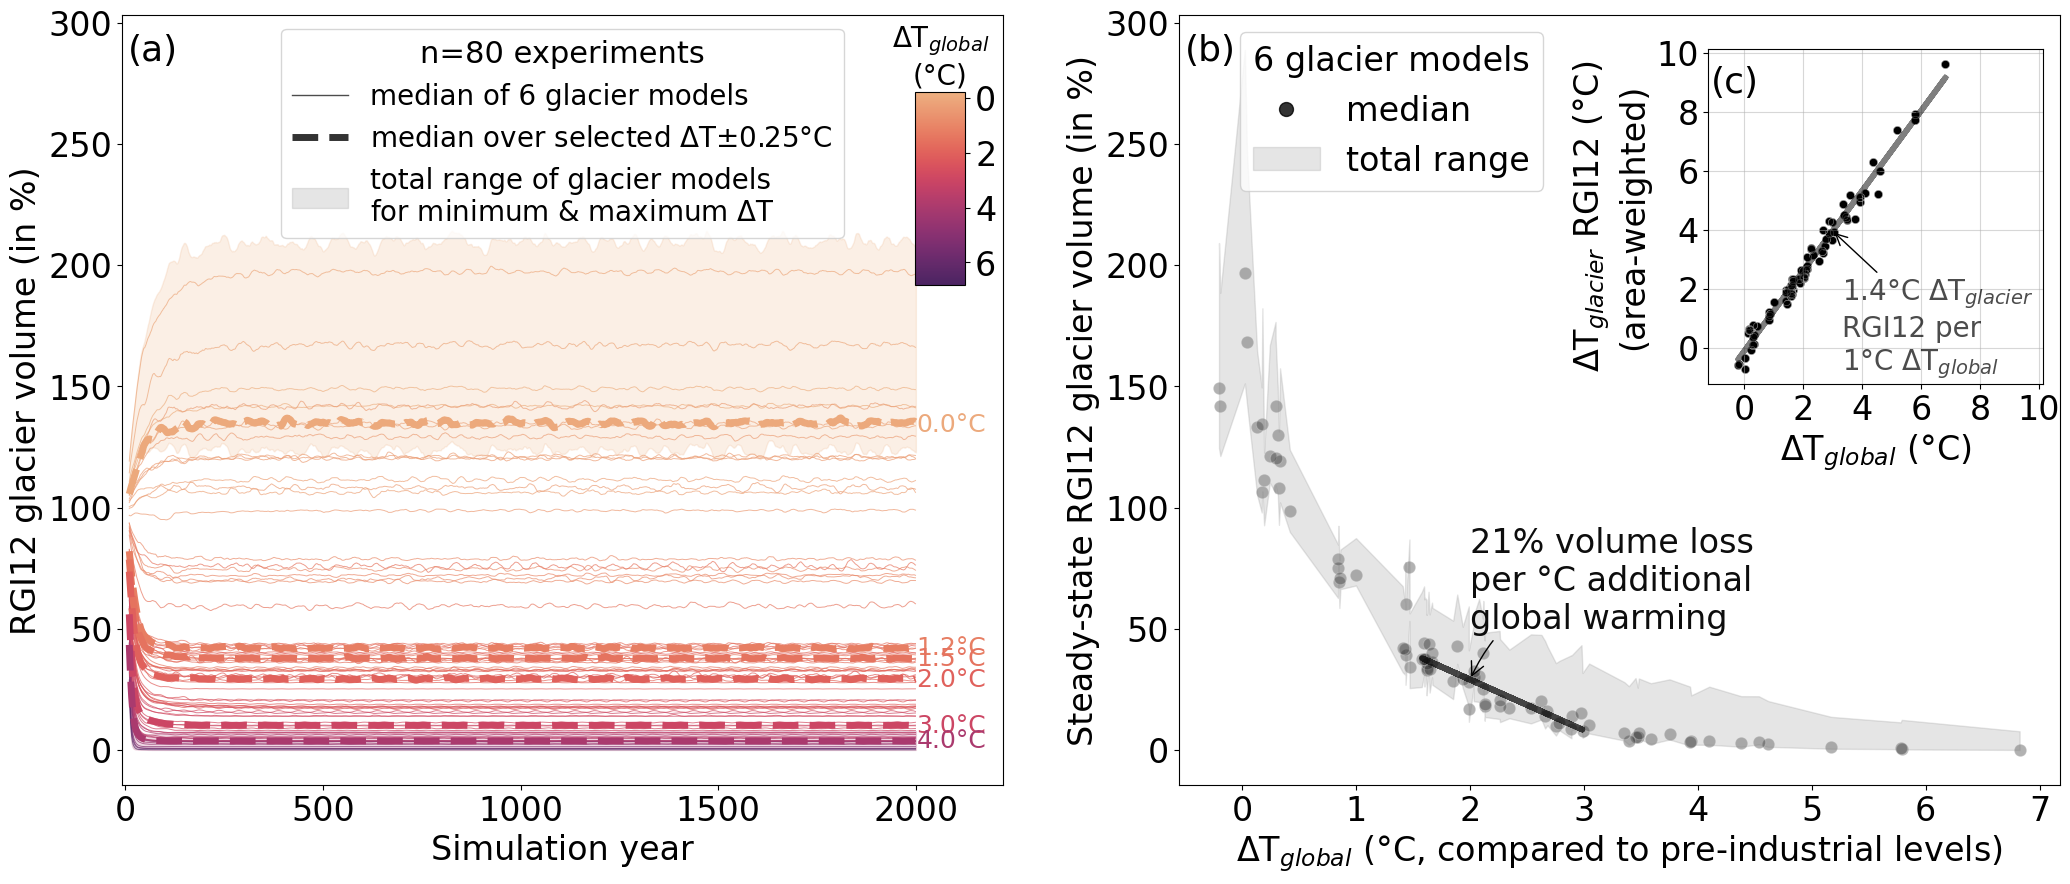 (a)
n=80 experiments
median of 6 glacier models
median over selected ΔT±0.25°C
total range of glacier models
for minimum & maximum ΔT
ΔTglobal
(°C)
0
2
4
6
300
250
200
150
100
50
0
RGI12 glacier volume (in %)
0.0°C
1.2°C
1.5°C
2.0°C
3.0°C
4.0°C
0 500 1000 1500 2000
Simulation year
(b)
6 glacier models
median
total range
300
250
200
150
100
50
0
Steady-state RGI12 glacier volume (in %)
21% volume loss
per °C additional
global warming
0 1 2 3 4 5 6 7
ΔTglobal (°C, compared to pre-industrial levels)
(c)
10
8
6
4
2
0
ΔTglacier RGI12 (°C)
(area-weighted)
1.4°C ΔTglacier
RGI12 per
1°C ΔTglobal
0 2 4 6 8 10
ΔTglobal (°C)